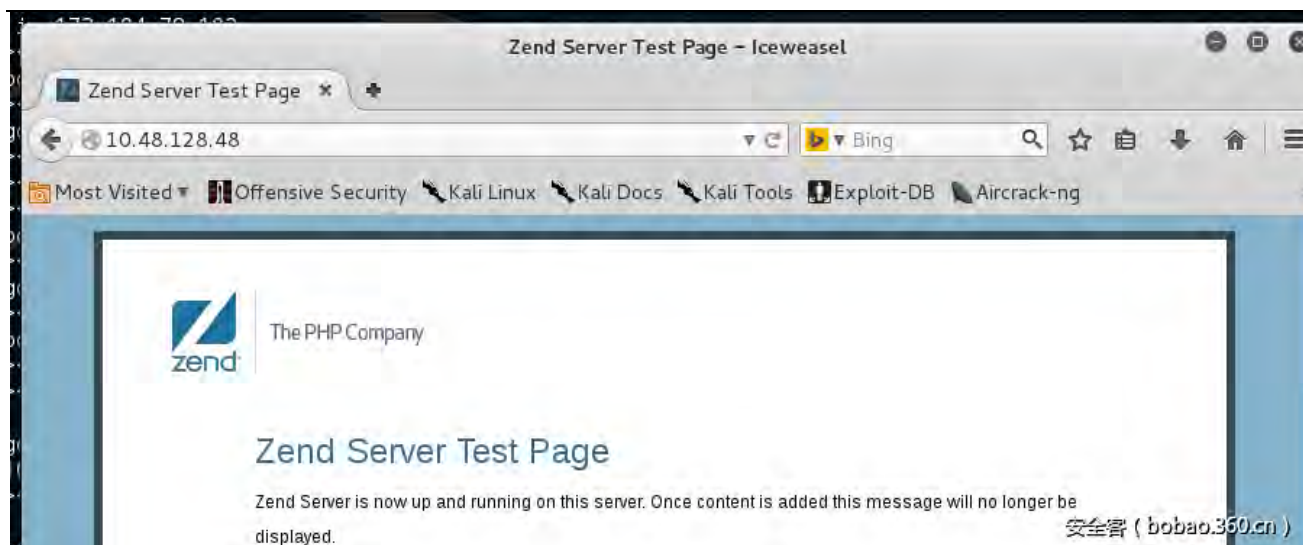 Zend Server Test Page – Iceweasel
Zend Server Test Page
10.48.128.48
Bing
Most Visited
Offensive Security
Kali Linux
Kali Docs
Kali Tools
Exploit-DB
Aircrack-ng
zend
The PHP Company
Zend Server Test Page
Zend Server is now up and running on this server. Once content is added this message will no longer be
displayed.
安全客 ( bobao.360.cn )